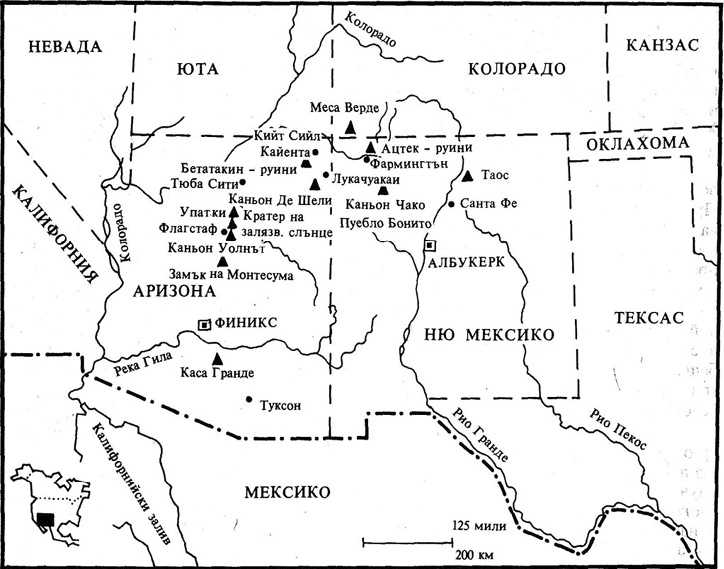 Колорадо
НЕВАДА
ЮТА
КОЛОРАДО
КАНЗАС
Меса Верде
Кийт Сийл
Кайента
Ацтек - руини
ОКЛАХОМА
Бетатакин - руини
Фармингтън
Тюба Сити
Лукачукаи
Таос
Каньон Де Шели
Каньон Чако
Пуебло Бонито
Санта Фе
Упатки
Кратер на
залязв. слънце
Флагстаф
Каньон Уолнът
Замък на Монтесума
КАЛИФОРНИЯ
Колорадо
АЛБУКЕРК
АРИЗОНА
ФИНИКС
НЮ МЕКСИКО
ТЕКСАС
Река Гила
Каса Гранде
Туксон
Рио Гранде
Рио Пекос
Калифорнийски залив
МЕКСИКО
125 мили
200 км